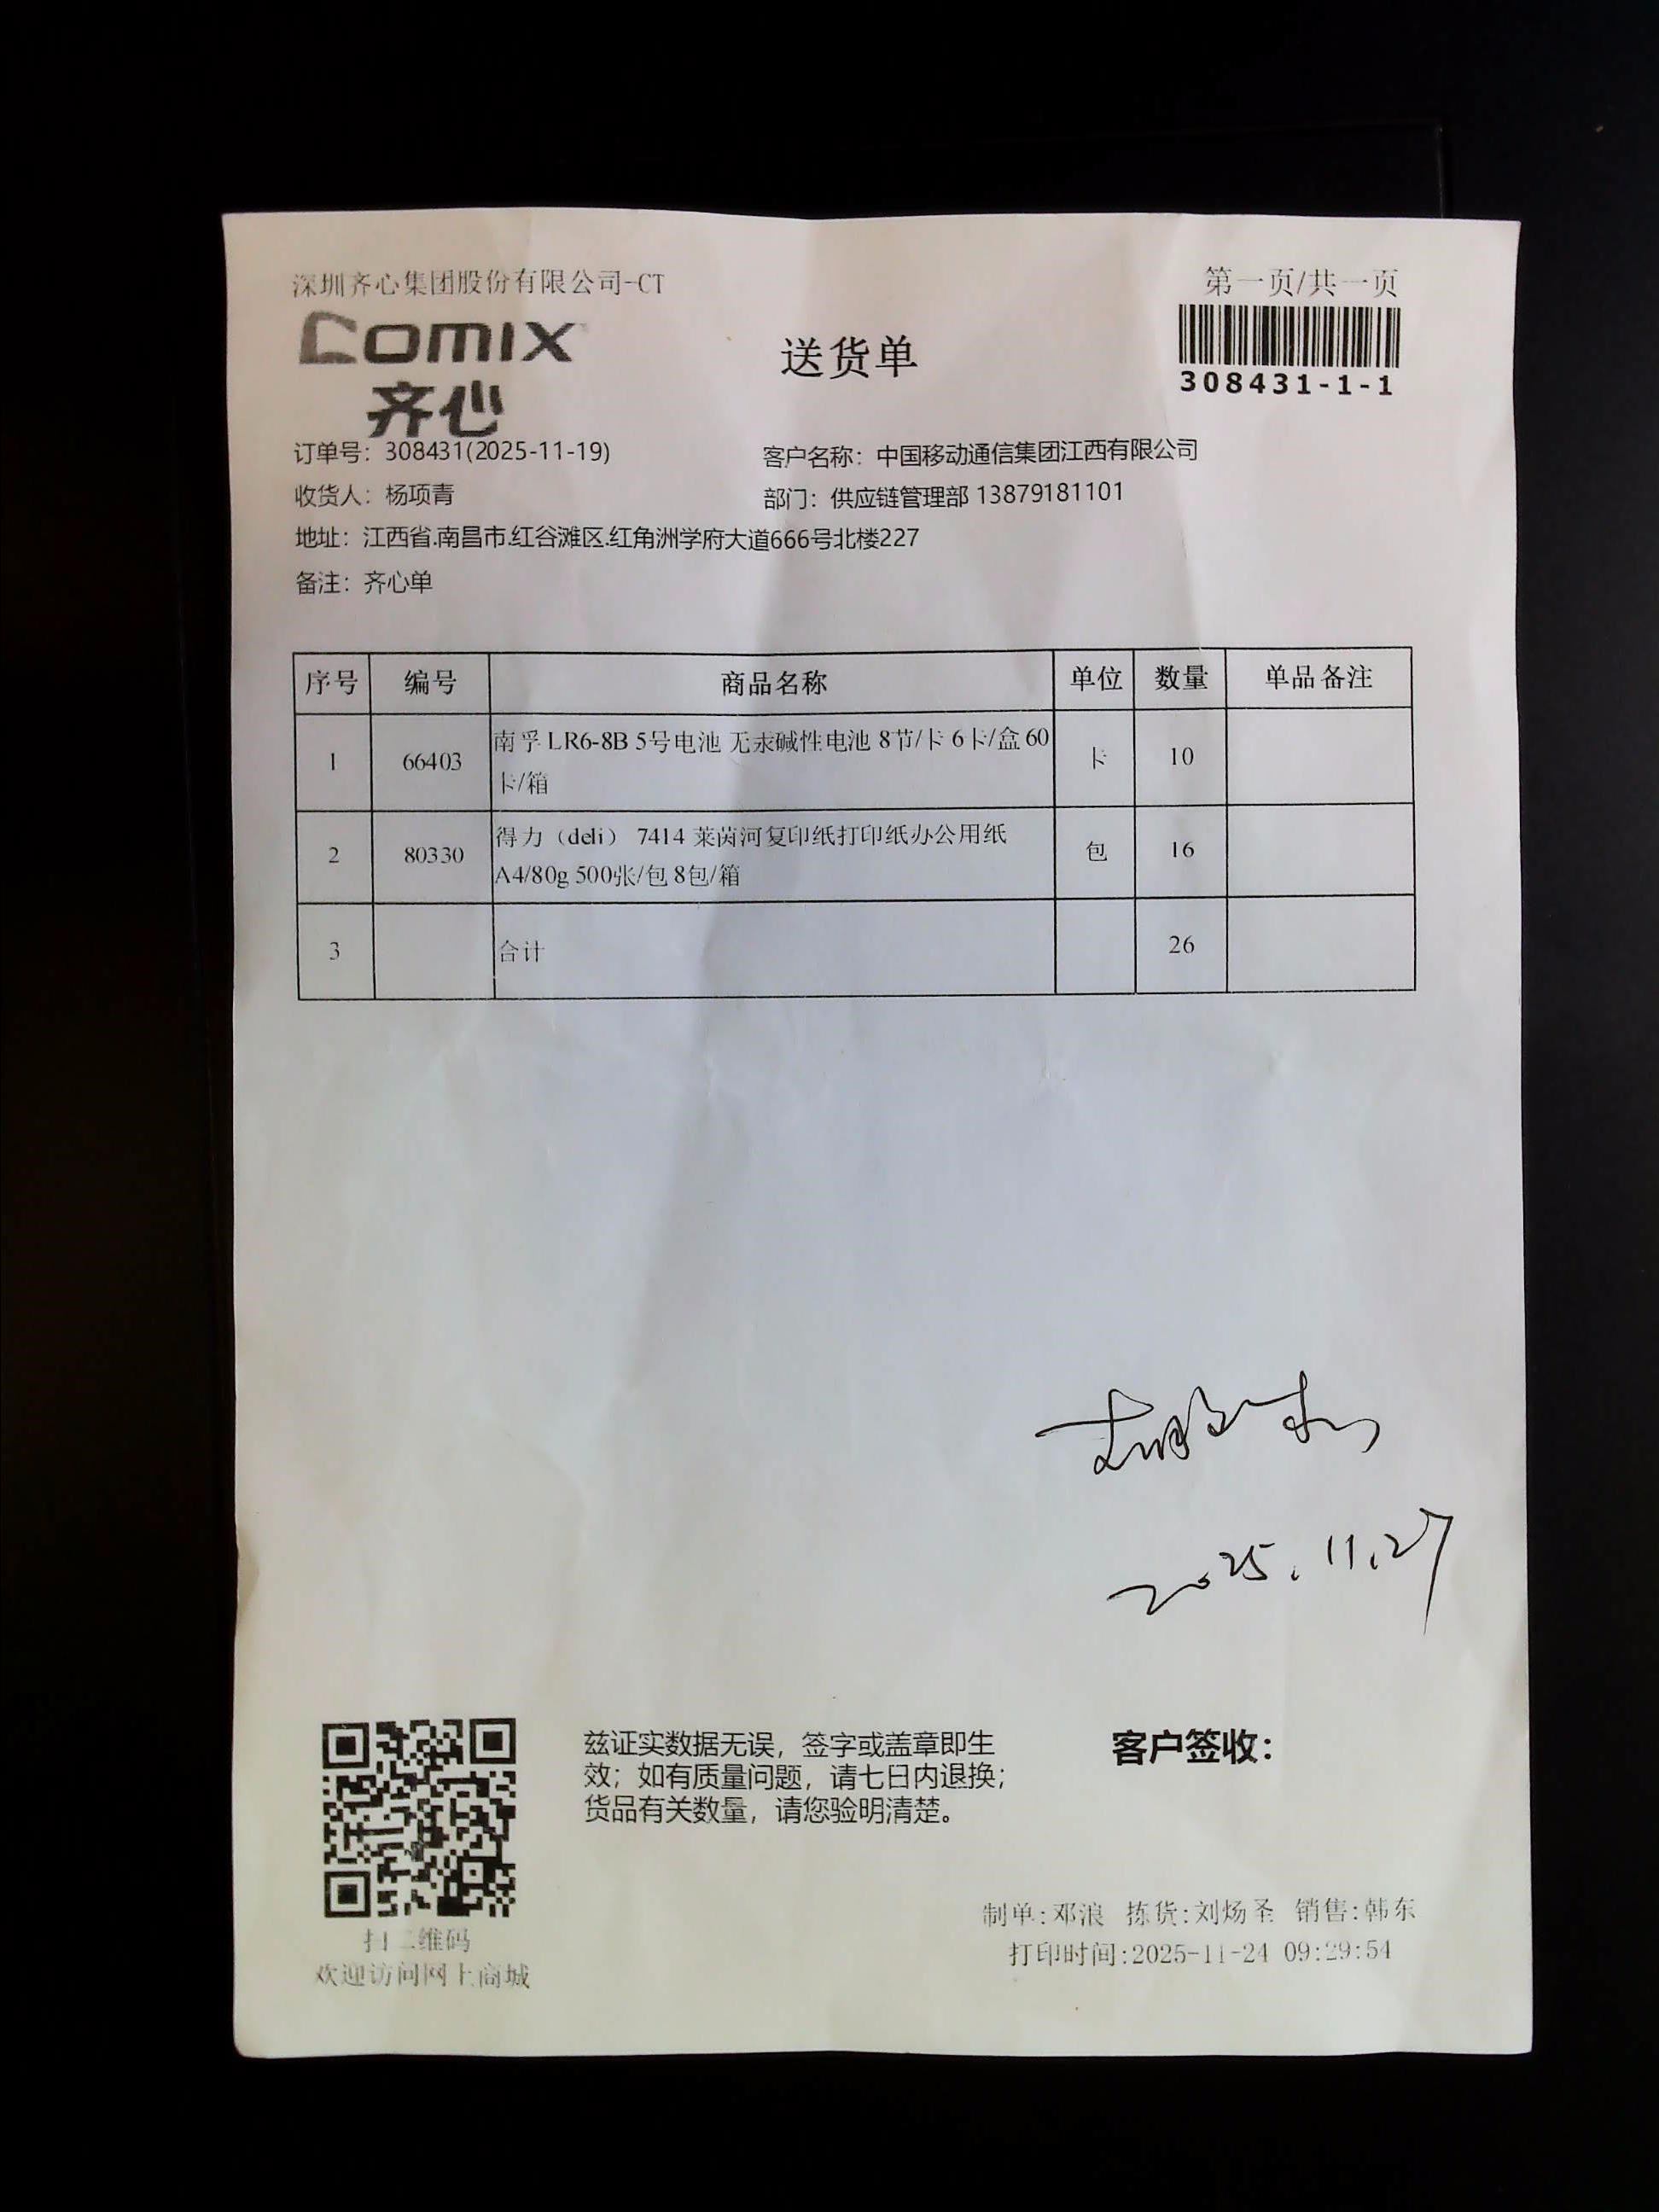 深圳齐心集团股份有限公司-CT
第一页/共一页
comix
齐心
送货单
308431-1-1
订单号：308431(2025-11-19)
客户名称：中国移动通信集团江西有限公司
收货人：杨项青
部门：供应链管理部 13879181101
地址：江西省.南昌市.红谷滩区.红角洲学府大道666号北楼227
备注：齐心单
序号 编号 商品名称 单位 数量 单品备注
1 66403 南孚 LR6-8B 5号电池 无汞碱性电池 8节/卡 6卡/盒 60
卡/箱 卡 10
2 80330 得力（deli） 7414 莱茵河复印纸打印纸办公用纸
A4/80g 500张/包 8包/箱 包 16
3 合计 26
2025.11.27
兹证实数据无误，签字或盖章即生
效；如有质量问题，请七日内退换；
货品有关数量，请您验明清楚。
客户签收：
扫二维码
欢迎访问网上商城
制单:邓浪 拣货:刘炀圣 销售:韩东
打印时间:2025-11-24 09:29:54